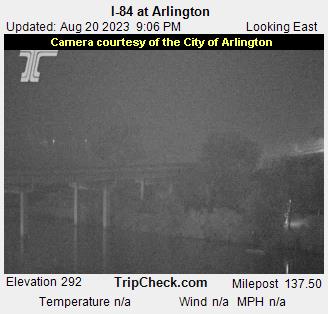 I-84 at Arlington
Updated: Aug 20 2023 9:06 PM Looking East
Camera courtesy of the City of Arlington
Elevation 292 TripCheck.com Milepost 137.50
Temperature n/a Wind n/a MPH n/a